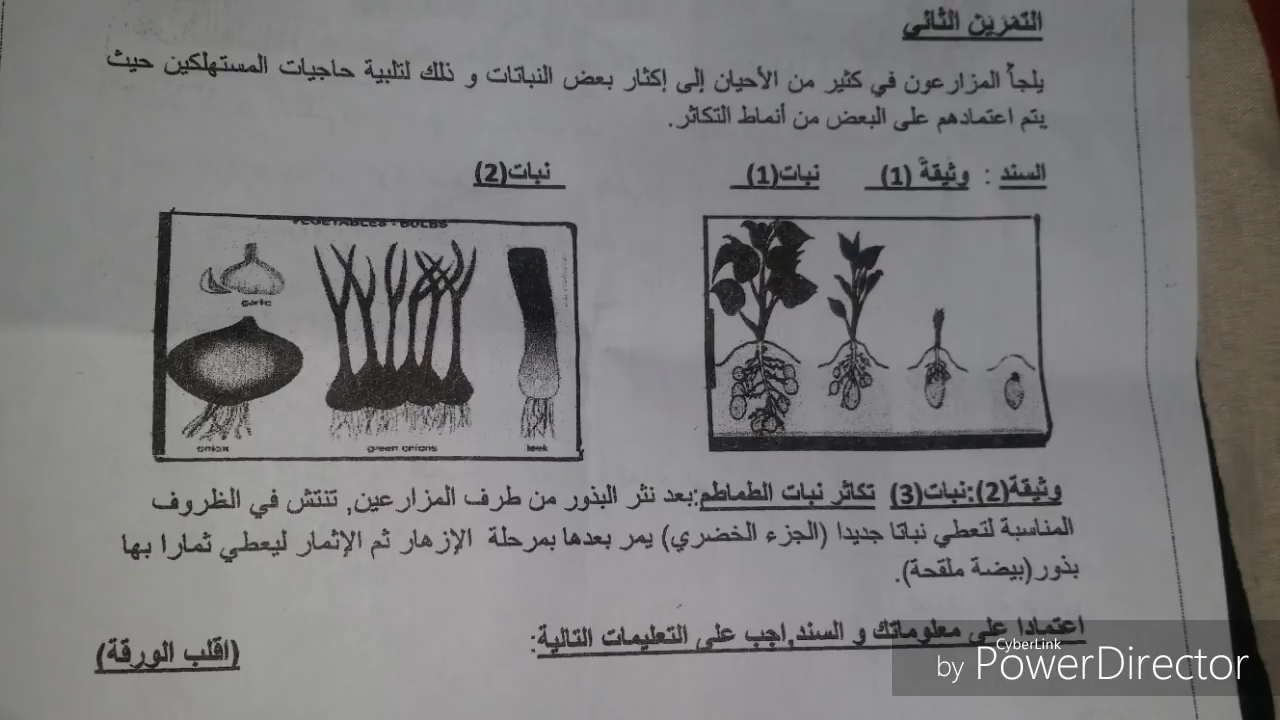 التمرين الثاني
يلجأ المزارعون في كثير من الأحيان إلى إكثار بعض النباتات و ذلك لتلبية حاجيات المستهلكين حيث
يتم اعتمادهم على البعض من أنماط التكاثر.
السند : وثيقة (1) نبات(1) نبات(2)
VEGETABLES - BULBS
garlic
onion green onions leek
وثيقة(2):نبات(3) تكاثر نبات الطماطم:بعد نثر البذور من طرف المزارعين, تنتش في الظروف
المناسبة لتعطي نباتا جديدا (الجزء الخضري) يمر بعدها بمرحلة الإزهار ثم الإثمار ليعطي ثمارا بها
بذور(بيضة ملقحة).
اعتمادا على معلوماتك و السند,اجب على التعليمات التالية:
(اقلب الورقة)
CyberLink
by PowerDirector